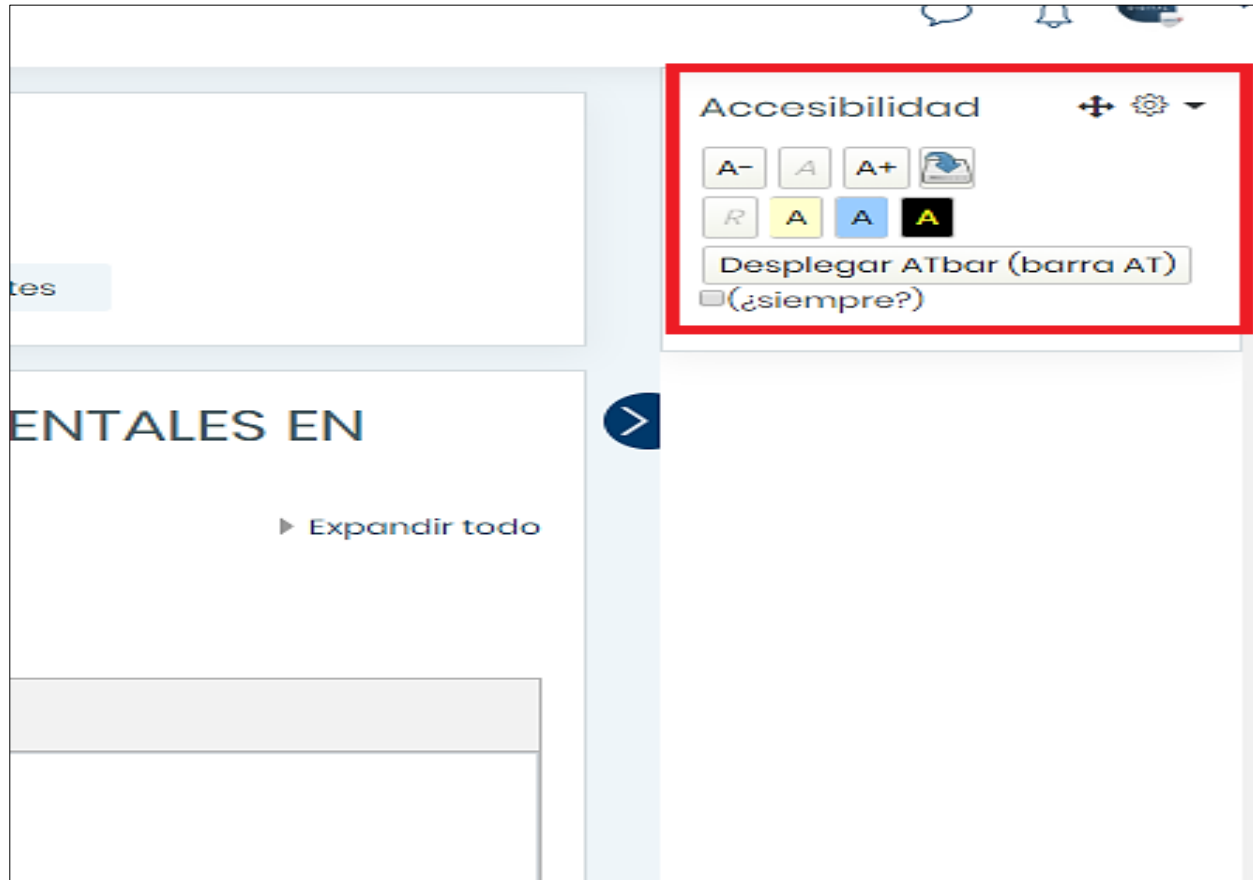 Accesibilidad
A- A A+
R A A A
Desplegar ATbar (barra AT)
(¿siempre?)
tes
ENTALES EN
Expandir todo